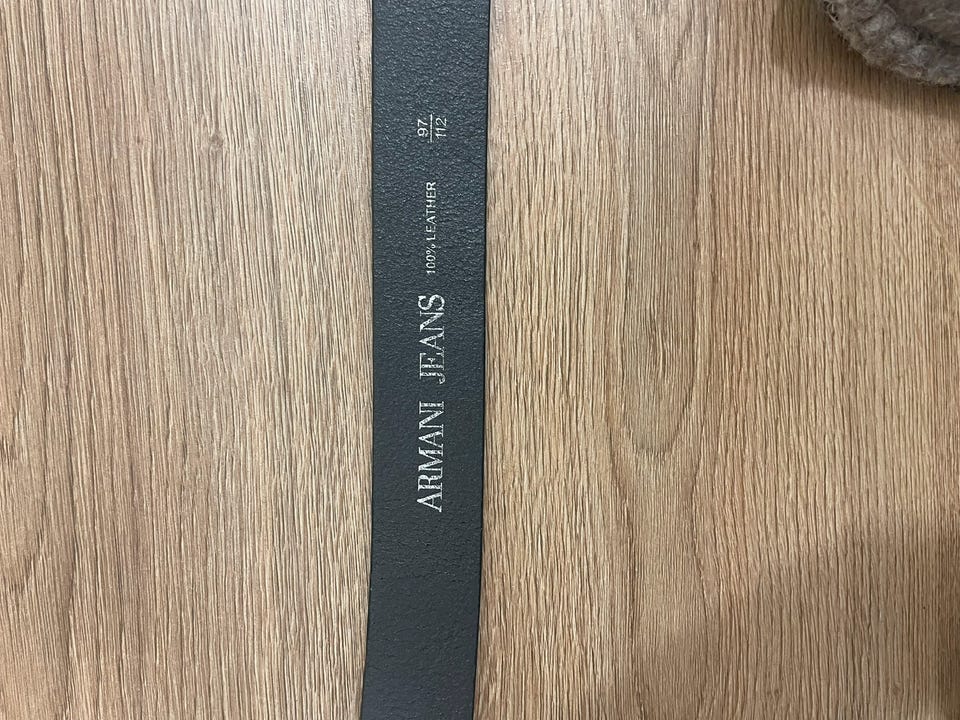 ARMANI JEANS 100% LEATHER 97
112